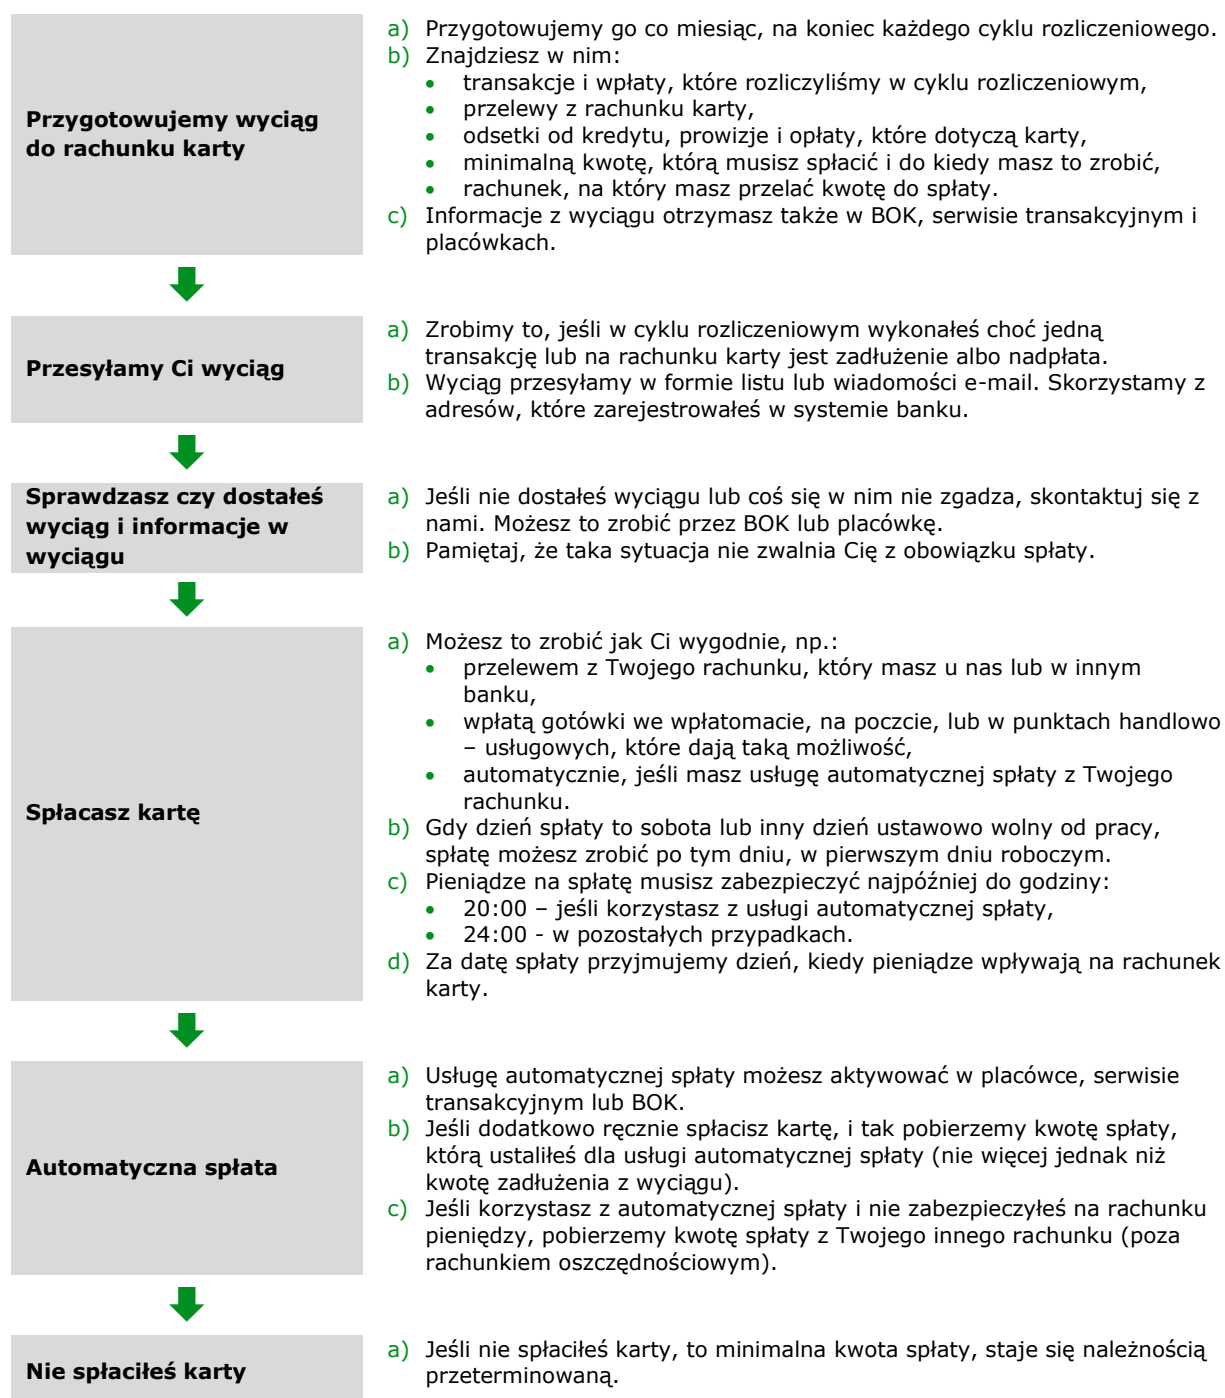 Przygotowujemy wyciąg
do rachunku karty
a) Przygotowujemy go co miesiąc, na koniec każdego cyklu rozliczeniowego.
b) Znajdziesz w nim:
• transakcje i wpłaty, które rozliczyliśmy w cyklu rozliczeniowym,
• przelewy z rachunku karty,
• odsetki od kredytu, prowizje i opłaty, które dotyczą karty,
• minimalną kwotę, którą musisz spłacić i do kiedy masz to zrobić,
• rachunek, na który masz przelać kwotę do spłaty.
c) Informacje z wyciągu otrzymasz także w BOK, serwisie transakcyjnym i
placówkach.
Przesyłamy Ci wyciąg
a) Zrobimy to, jeśli w cyklu rozliczeniowym wykonałeś choć jedną
transakcję lub na rachunku karty jest zadłużenie albo nadpłata.
b) Wyciąg przesyłamy w formie listu lub wiadomości e-mail. Skorzystamy z
adresów, które zarejestrowałeś w systemie banku.
Sprawdzasz czy dostałeś
wyciąg i informacje w
wyciągu
a) Jeśli nie dostałeś wyciągu lub coś się w nim nie zgadza, skontaktuj się z
nami. Możesz to zrobić przez BOK lub placówkę.
b) Pamiętaj, że taka sytuacja nie zwalnia Cię z obowiązku spłaty.
Spłacasz kartę
a) Możesz to zrobić jak Ci wygodnie, np.:
• przelewem z Twojego rachunku, który masz u nas lub w innym
banku,
• wpłatą gotówki we wpłatomacie, na poczcie, lub w punktach handlowo
– usługowych, które dają taką możliwość,
• automatycznie, jeśli masz usługę automatycznej spłaty z Twojego
rachunku.
b) Gdy dzień spłaty to sobota lub inny dzień ustawowo wolny od pracy,
spłatę możesz zrobić po tym dniu, w pierwszym dniu roboczym.
c) Pieniądze na spłatę musisz zabezpieczyć najpóźniej do godziny:
• 20:00 – jeśli korzystasz z usługi automatycznej spłaty,
• 24:00 - w pozostałych przypadkach.
d) Za datę spłaty przyjmujemy dzień, kiedy pieniądze wpływają na rachunek
karty.
Automatyczna spłata
a) Usługę automatycznej spłaty możesz aktywować w placówce, serwisie
transakcyjnym lub BOK.
b) Jeśli dodatkowo ręcznie spłacisz kartę, i tak pobierzemy kwotę spłaty,
którą ustaliłeś dla usługi automatycznej spłaty (nie więcej jednak niż
kwotę zadłużenia z wyciągu).
c) Jeśli korzystasz z automatycznej spłaty i nie zabezpieczyłeś na rachunku
pieniędzy, pobierzemy kwotę spłaty z Twojego innego rachunku (poza
rachunkiem oszczędnościowym).
Nie spłaciłeś karty
a) Jeśli nie spłaciłeś karty, to minimalna kwota spłaty, staje się należnością
przeterminowaną.